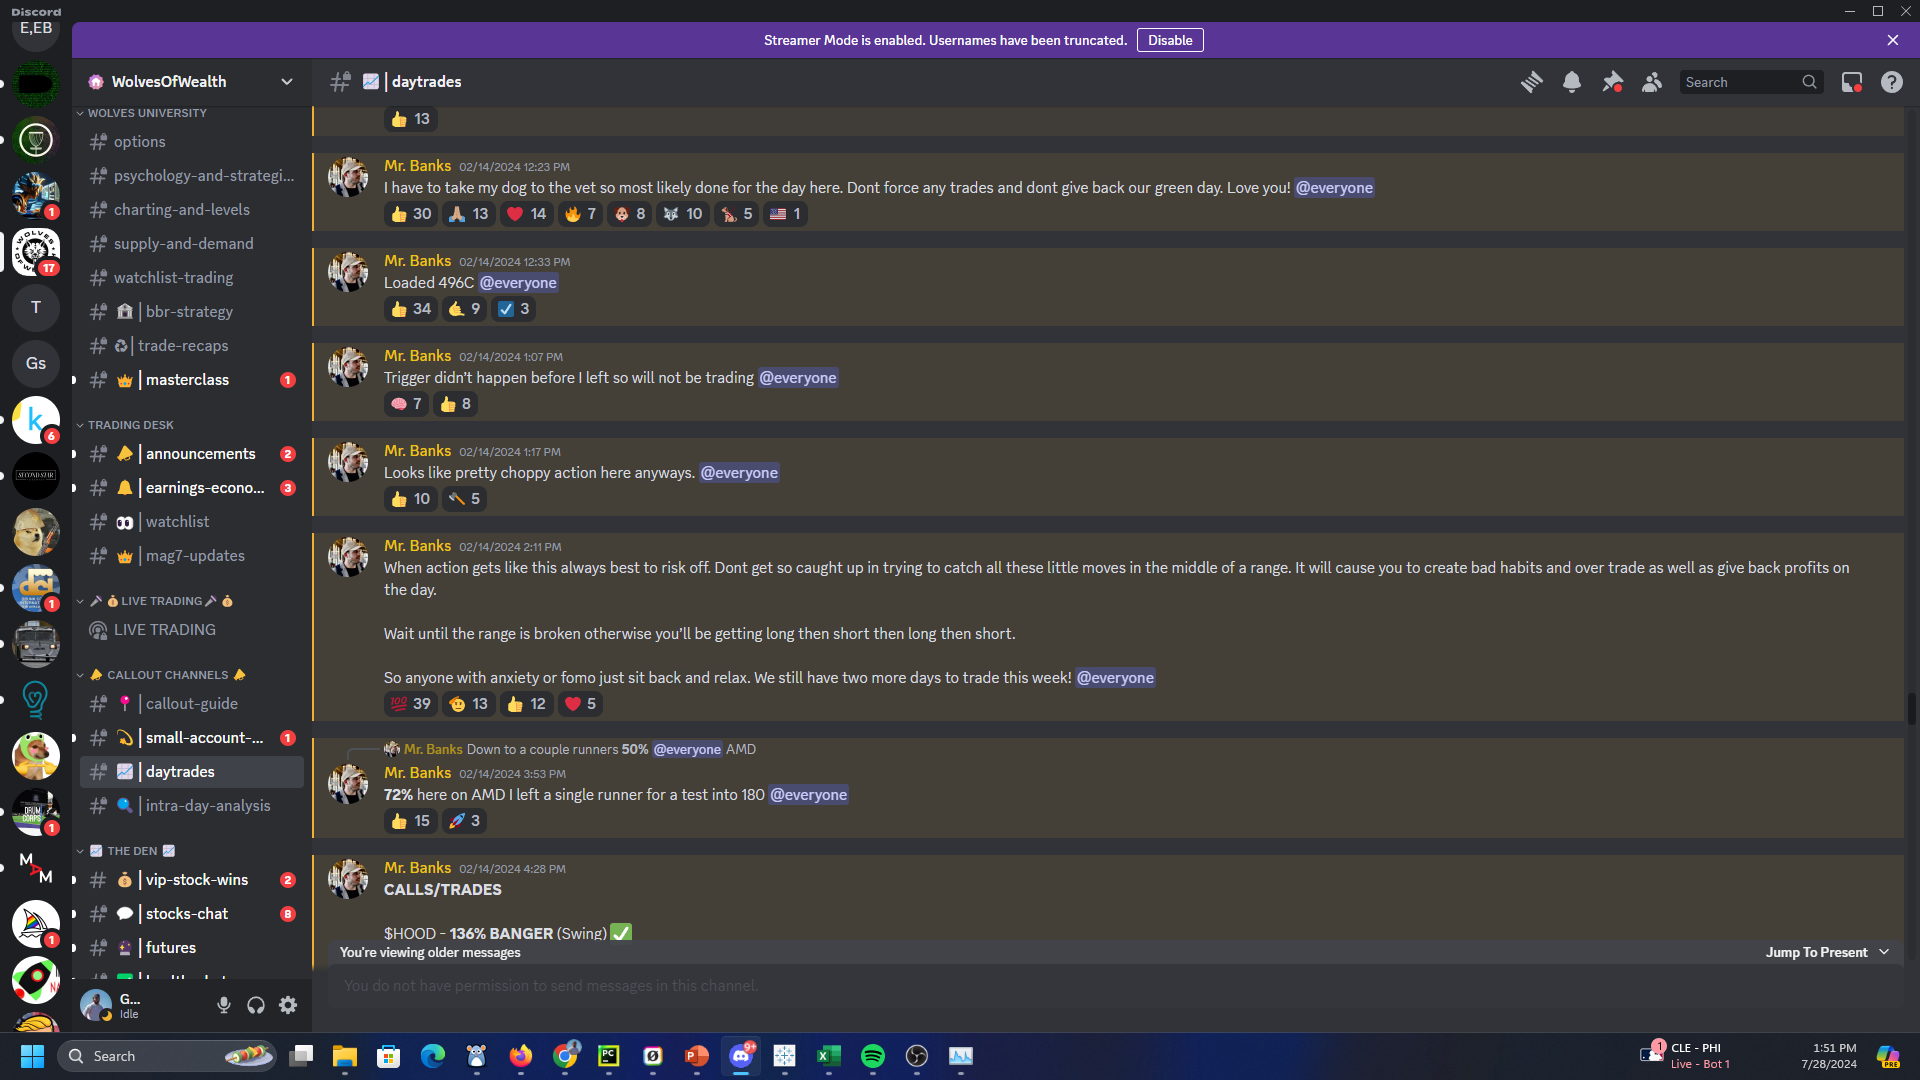 Discord
E,EB
Streamer Mode is enabled. Usernames have been truncated. Disable
WolvesOfWealth
daytrades
Search
WOLVES UNIVERSITY
options
psychology-and-strategi...
charting-and-levels
supply-and-demand
watchlist-trading
bbr-strategy
trade-recaps
masterclass 1
TRADING DESK
announcements 2
earnings-econo... 3
watchlist
mag7-updates
LIVE TRADING
LIVE TRADING
CALLOUT CHANNELS
callout-guide
small-account-... 1
daytrades
intra-day-analysis
THE DEN
vip-stock-wins 2
stocks-chat 8
futures
1
17
T
Gs
k
6
SECOND STAR
dci
1
DRUM CORPS
1
M A M
1
G...
Idle
13
Mr. Banks 02/14/2024 12:23 PM
I have to take my dog to the vet so most likely done for the day here. Dont force any trades and dont give back our green day. Love you! @everyone
30 13 14 7 8 10 5 1
Mr. Banks 02/14/2024 12:33 PM
Loaded 496C @everyone
34 9 3
Mr. Banks 02/14/2024 1:07 PM
Trigger didn't happen before I left so will not be trading @everyone
7 8
Mr. Banks 02/14/2024 1:17 PM
Looks like pretty choppy action here anyways. @everyone
10 5
Mr. Banks 02/14/2024 2:11 PM
When action gets like this always best to risk off. Dont get so caught up in trying to catch all these little moves in the middle of a range. It will cause you to create bad habits and over trade as well as give back profits on
the day.
Wait until the range is broken otherwise you'll be getting long then short then long then short.
So anyone with anxiety or fomo just sit back and relax. We still have two more days to trade this week! @everyone
39 13 12 5
Mr. Banks Down to a couple runners 50% @everyone AMD
Mr. Banks 02/14/2024 3:53 PM
72% here on AMD I left a single runner for a test into 180 @everyone
15 3
Mr. Banks 02/14/2024 4:28 PM
CALLS/TRADES
$HOOD - 136% BANGER (Swing)
You're viewing older messages
Jump To Present
You do not have permission to send messages in this channel.
Search
PC
9+
1
CLE - PHI
Live - Bot 1
1:51 PM
7/28/2024
PRE